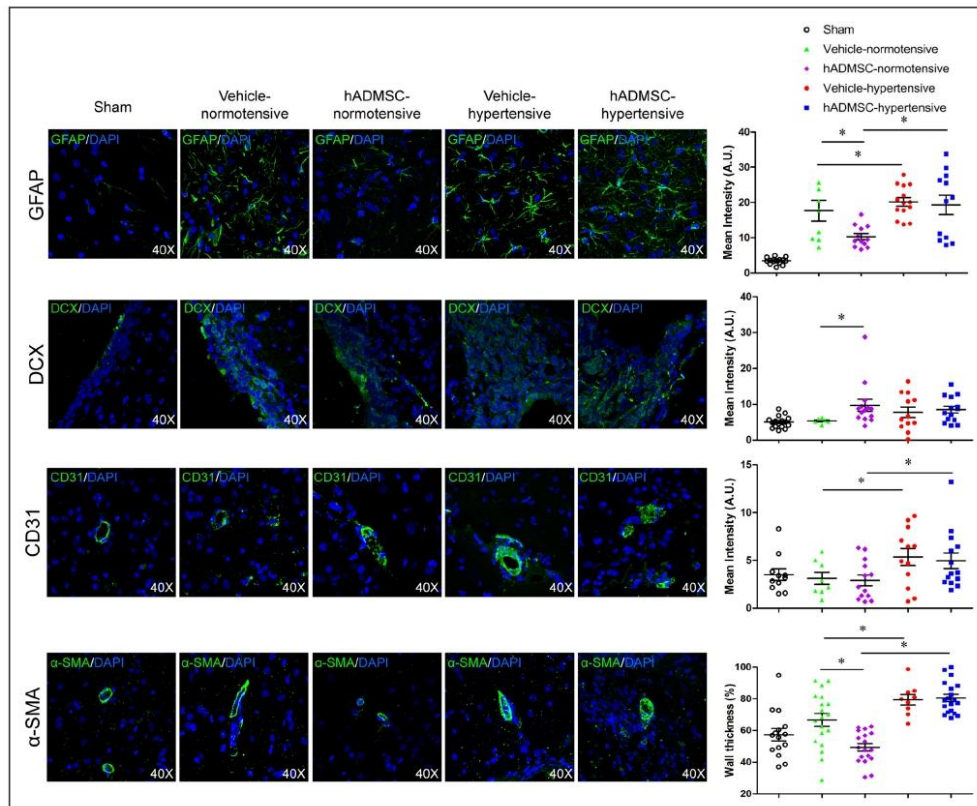 Sham
Vehicle-normotensive
hADMSC-normotensive
Vehicle-hypertensive
hADMSC-hypertensive
Sham
Vehicle-
normotensive
hADMSC-
normotensive
Vehicle-
hypertensive
hADMSC-
hypertensive
GFAP
GFAP/DAPI
40X
GFAP/DAPI
40X
GFAP/DAPI
40X
GFAP/DAPI
40X
GFAP/DAPI
40X
Mean Intensity (A.U.)
40
30
20
10
0
*
*
*
DCX
DCX/DAPI
40X
DCX/DAPI
40X
DCX/DAPI
40X
DCX/DAPI
40X
DCX/DAPI
40X
Mean Intensity (A.U.)
40
30
20
10
0
*
CD31
CD31/DAPI
40X
CD31/DAPI
40X
CD31/DAPI
40X
CD31/DAPI
40X
CD31/DAPI
40X
Mean Intensity (A.U.)
15
10
5
0
*
*
α-SMA
α-SMA/DAPI
40X
α-SMA/DAPI
40X
α-SMA/DAPI
40X
α-SMA/DAPI
40X
α-SMA/DAPI
40X
Wall thickness (%)
100
80
60
40
20
*
*
*